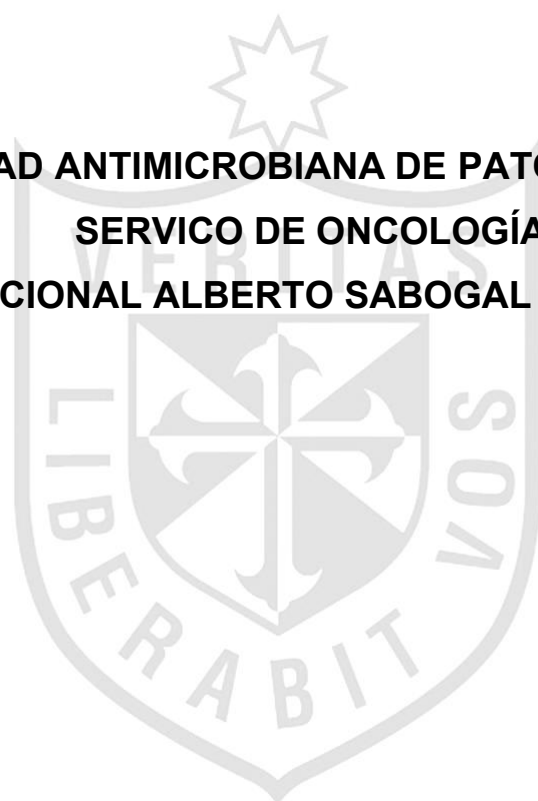 AD ANTIMICROBIANA DE PATO
SERVICO DE ONCOLOGÍA
CIONAL ALBERTO SABOGAL
VERITAS
LIBERABIT
VOS